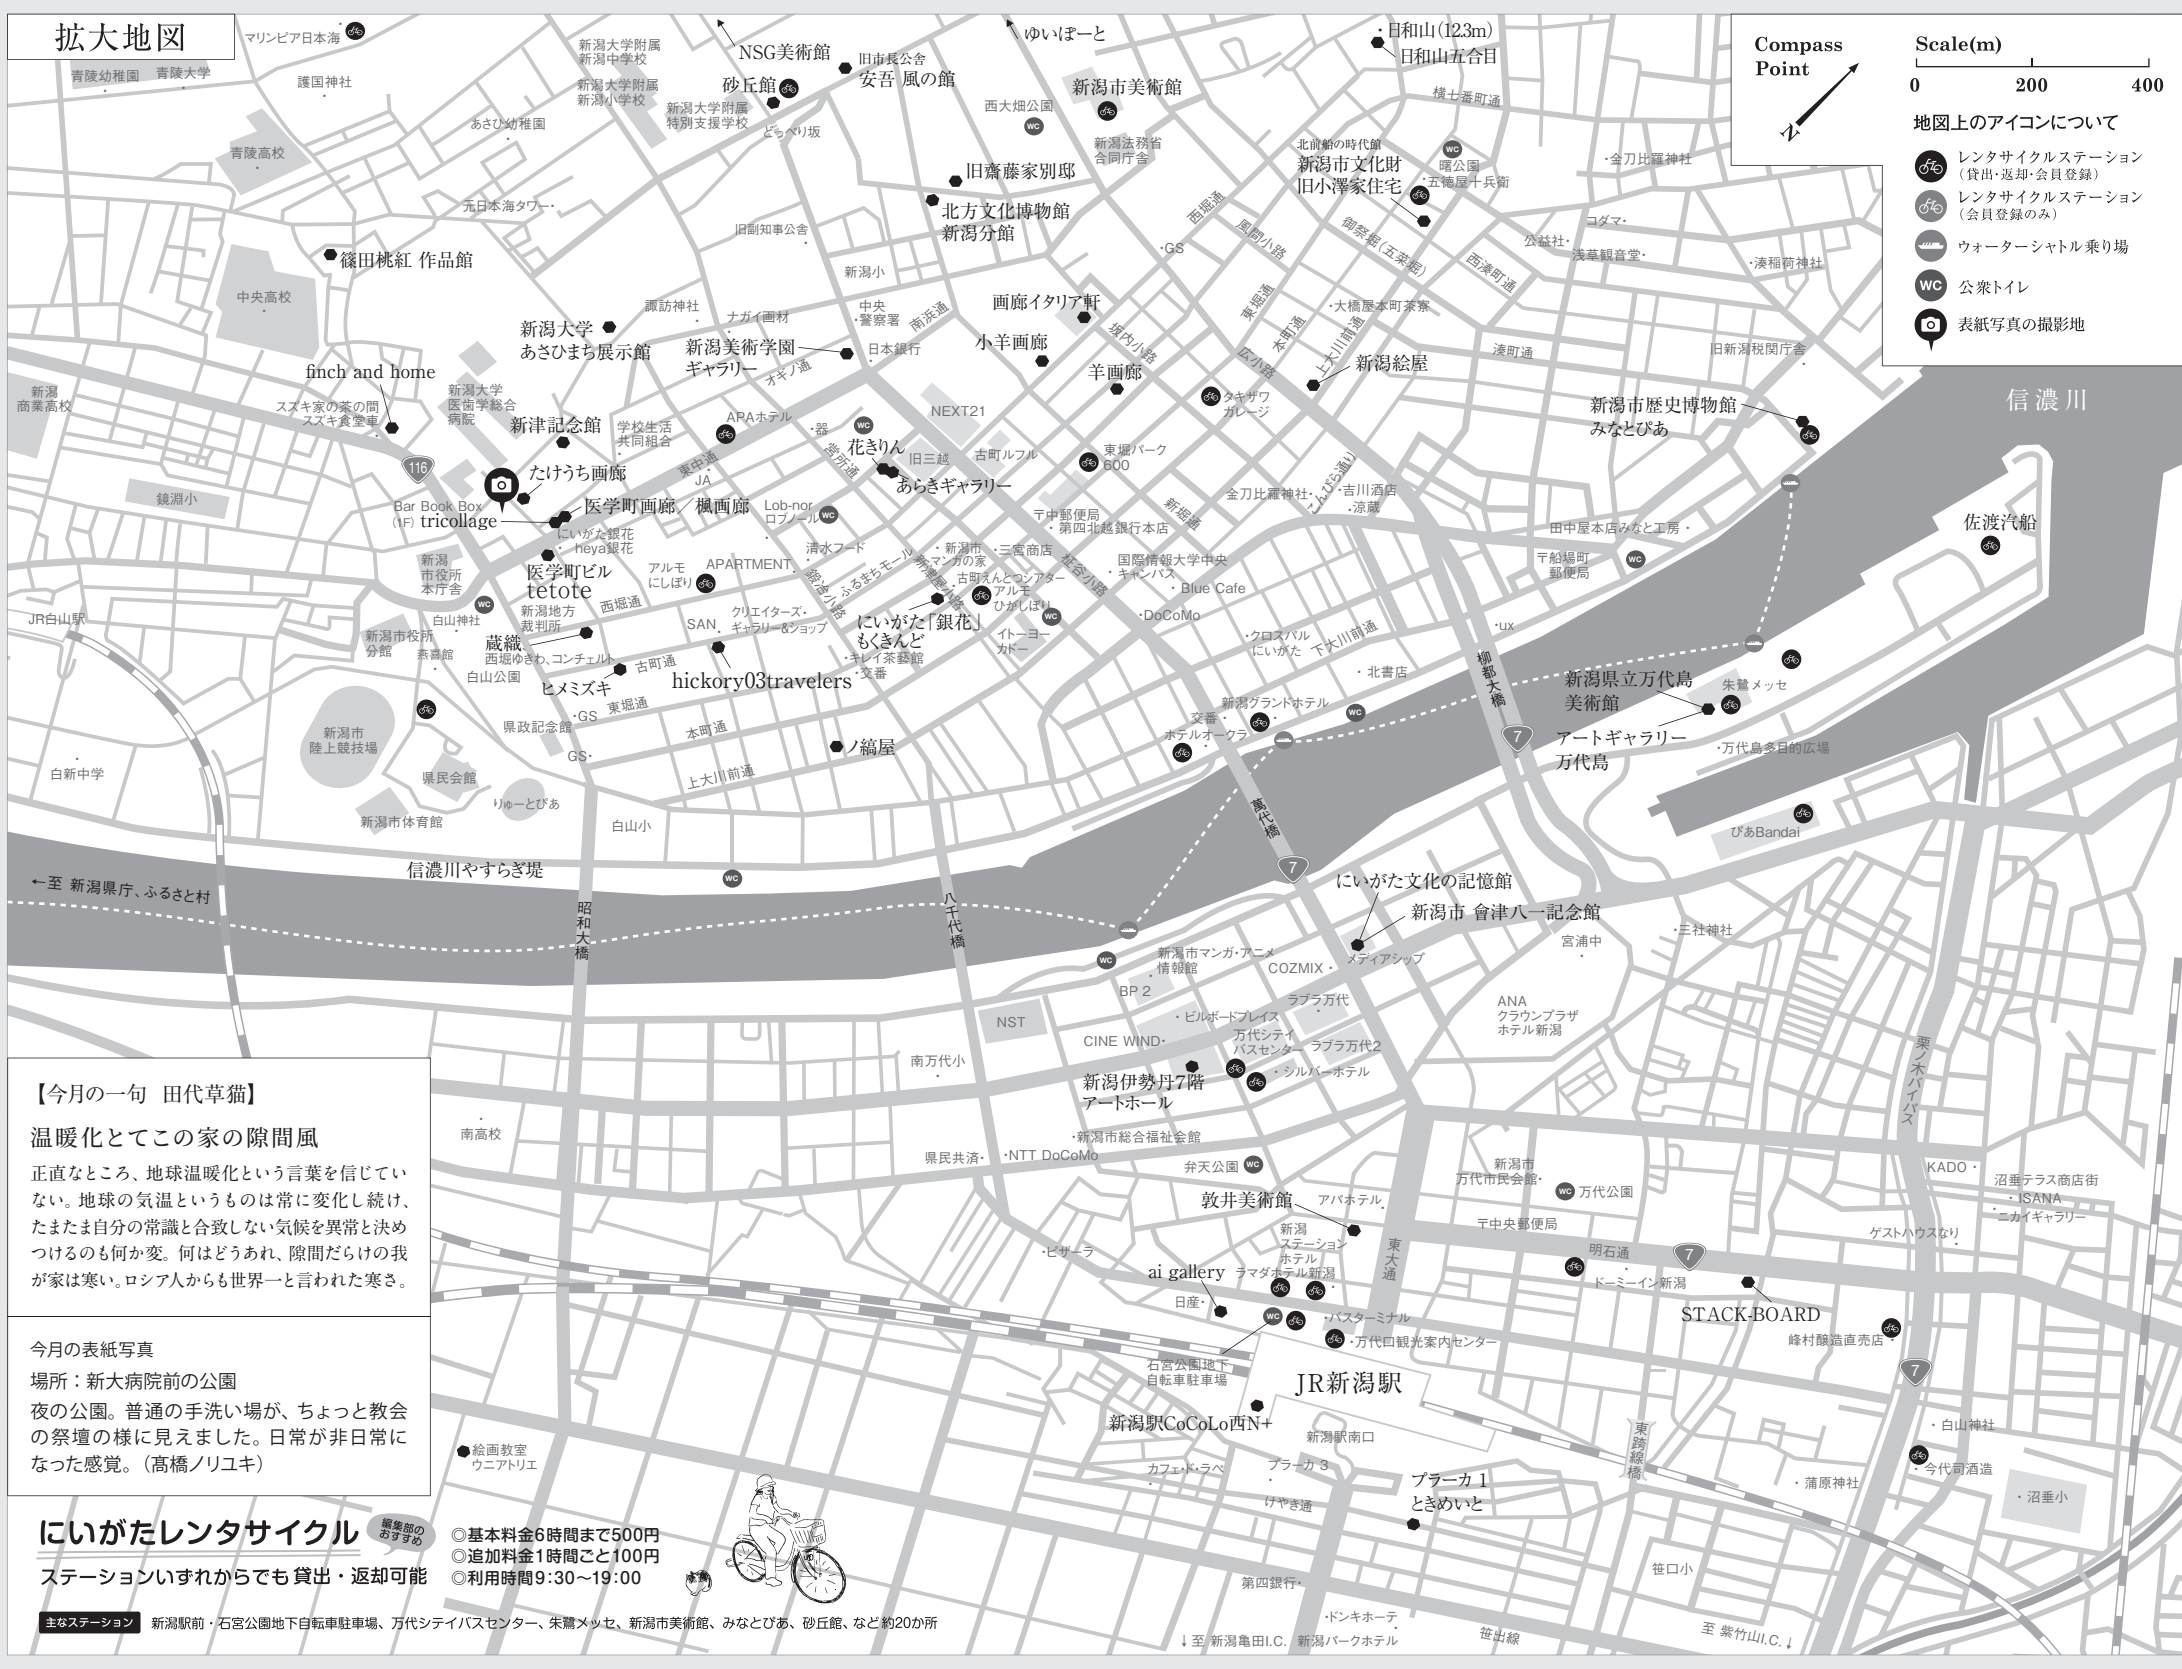 拡大地図
マリンピア日本海
青陵幼稚園
青陵大学
護国神社
新潟大学附属
新潟中学校
新潟大学附属
新潟小学校
新潟大学附属
特別支援学校
あさひ幼稚園
青陵高校
元日本海タワー
NSG美術館
砂丘館
旧市長公舎
安吾 風の館
どっぺり坂
ゆいぽーと
西大畑公園
WC
新潟市美術館
新潟法務省
合同庁舎
旧齋藤家別邸
北方文化博物館
新潟分館
旧副知事公舎
新潟小
・日和山(12.3m)
日和山五合目
横七番町通
北前船の時代館
新潟市文化財
旧小澤家住宅
WC
曙公園
・五徳屋十兵衛
・金刀比羅神社
コダマ・
公益社・
浅草観音堂・
・湊稲荷神社
西堀通
風間小路
御祭堀(五菜堀)
西湊町通
・GS
東堀通
本町通
上大川前通
・大橋屋本町茶寮
湊町通
旧新潟税関庁舎
Compass
Point
N
Scale(m)
0 200 400
地図上のアイコンについて
レンタサイクルステーション
(貸出・返却・会員登録)
レンタサイクルステーション
(会員登録のみ)
ウォーターシャトル乗り場
WC 公衆トイレ
表紙写真の撮影地
信濃川
篠田桃紅 作品館
中央高校
新潟大学
あさひまち展示館
諏訪神社
ナガイ画材
新潟美術学園
ギャラリー
オギノ通
中央
・警察署
南浜通
日本銀行
画廊イタリア軒
小羊画廊
坂内小路
羊画廊
広小路
新潟絵屋
タキザワ
ガレージ
新潟市歴史博物館
みなとぴあ
finch and home
新潟
商業高校
スズキ家の茶の間
スズキ食堂車
新潟大学
医歯学総合
病院
新津記念館
学校生活
共同組合
APAホテル
・器
WC
花きりん
営所通
旧三越
NEXT21
古町ルフル
あらきギャラリー
東堀パーク
600
116
鏡淵小
たけうち画廊
東中通
JA
Bar Book Box
(1F) tricollage
医学町画廊／楓画廊
にいがた銀花
heya銀花
Lob-nor
ロブノール
WC
〒中郵便局
・第四北越銀行本店
新堀通
金刀比羅神社・
こんぴら通り
・吉川酒店
・涼蔵
田中屋本店みなと工房・
〒船場町
郵便局
WC
佐渡汽船
新潟
市役所
本庁舎
医学町ビル
tetote
アルモ
にしぼり
APARTMENT
清水フード
鍛冶小路
ふるまちモール
・新潟市
マンガの家
・三宮商店
新津屋小路
・古町えんとつシアター
アルモ
ひがしぼり
柾谷小路
国際情報大学中央
・キャンパス
・Blue Cafe
・DoCoMo
WC
白山神社
新潟地方
裁判所
西堀通
クリエイターズ・
ギャラリー&ショップ
SAN
にいがた「銀花」
もくきんど
・キレイ茶藝館
・交番
イトーヨー
カドー
WC
・クロスパル
にいがた
下大川前通
・北書店
・ux
柳都大橋
JR白山駅
新潟市役所
分館
燕喜館
蔵織
西堀ゆきわ、コンチェルト
白山公園
ヒメミズキ
古町通
hickory03travelers
東堀通
・GS
県政記念館
GS・
本町通
上大川前通
ノ縞屋
新潟グランドホテル
交番・
ホテルオークラ
WC
新潟県立万代島
美術館
朱鷺メッセ
アートギャラリー
万代島
・万代島多目的広場
ぴあBandai
7
新潟市
陸上競技場
県民会館
りゅーとぴあ
新潟市体育館
白新中学
白山小
信濃川やすらぎ堤
WC
←至 新潟県庁、ふるさと村
昭和大橋
八千代橋
萬代橋
7
にいがた文化の記憶館
新潟市 會津八一記念館
メディアシップ
宮浦中
・三社神社
新潟市マンガ・アニメ
情報館
COZMIX・
WC
BP 2
NST
・ビルボードプレイス
ラブラ万代
CINE WIND・
万代シテイ
バスセンター
ラブラ万代2
・シルバーホテル
ANA
クラウンプラザ
ホテル新潟
新潟伊勢丹7階
アートホール
南万代小
栗ノ木バイパス
南高校
・新潟市総合福祉会館
県民共済・
・NTT DoCoMo
弁天公園
WC
新潟市
万代市民会館・
WC
万代公園
KADO・
沼垂テラス商店街
・ISANA
・ニカイギャラリー
ゲストハウスなり
敦井美術館
アパホテル
〒中央郵便局
新潟
ステーション
ホテル
ラマダホテル新潟
東大通
明石通
7
ドーミーイン新潟
・ピザーラ
ai gallery
日産・
WC
・バスターミナル
・万代口観光案内センター
STACK-BOARD
峰村醸造直売店
7
石宮公園地下
自転車駐車場
JR新潟駅
新潟駅CoCoLo西N+
新潟駅南口
カフェ・ド・ラペ
プラーカ 3
けやき通
プラーカ 1
ときめいと
東跨線橋
・蒲原神社
・白山神社
・今代司酒造
・沼垂小
笹口小
第四銀行・
・ドンキホーテ
↓至 新潟亀田I.C.
新潟パークホテル
笹出線
至 紫竹山I.C.↓
絵画教室
ウニアトリエ
【今月の一句 田代草猫】
温暖化とてこの家の隙間風
正直なところ、地球温暖化という言葉を信じてい
ない。地球の気温というものは常に変化し続け、
たまたま自分の常識と合致しない気候を異常と決め
つけるのも何か変。何はどうあれ、隙間だらけの我
が家は寒い。ロシア人からも世界一と言われた寒さ。
今月の表紙写真
場所：新大病院前の公園
夜の公園。普通の手洗い場が、ちょっと教会
の祭壇の様に見えました。日常が非日常に
なった感覚。（髙橋ノリユキ）
にいがたレンタサイクル
編集部の
おすすめ
ステーションいずれからでも貸出・返却可能
◎基本料金6時間まで500円
◎追加料金1時間ごと100円
◎利用時間9:30〜19:00
主なステーション
新潟駅前・石宮公園地下自転車駐車場、万代シテイバスセンター、朱鷺メッセ、新潟市美術館、みなとぴあ、砂丘館、など約20か所